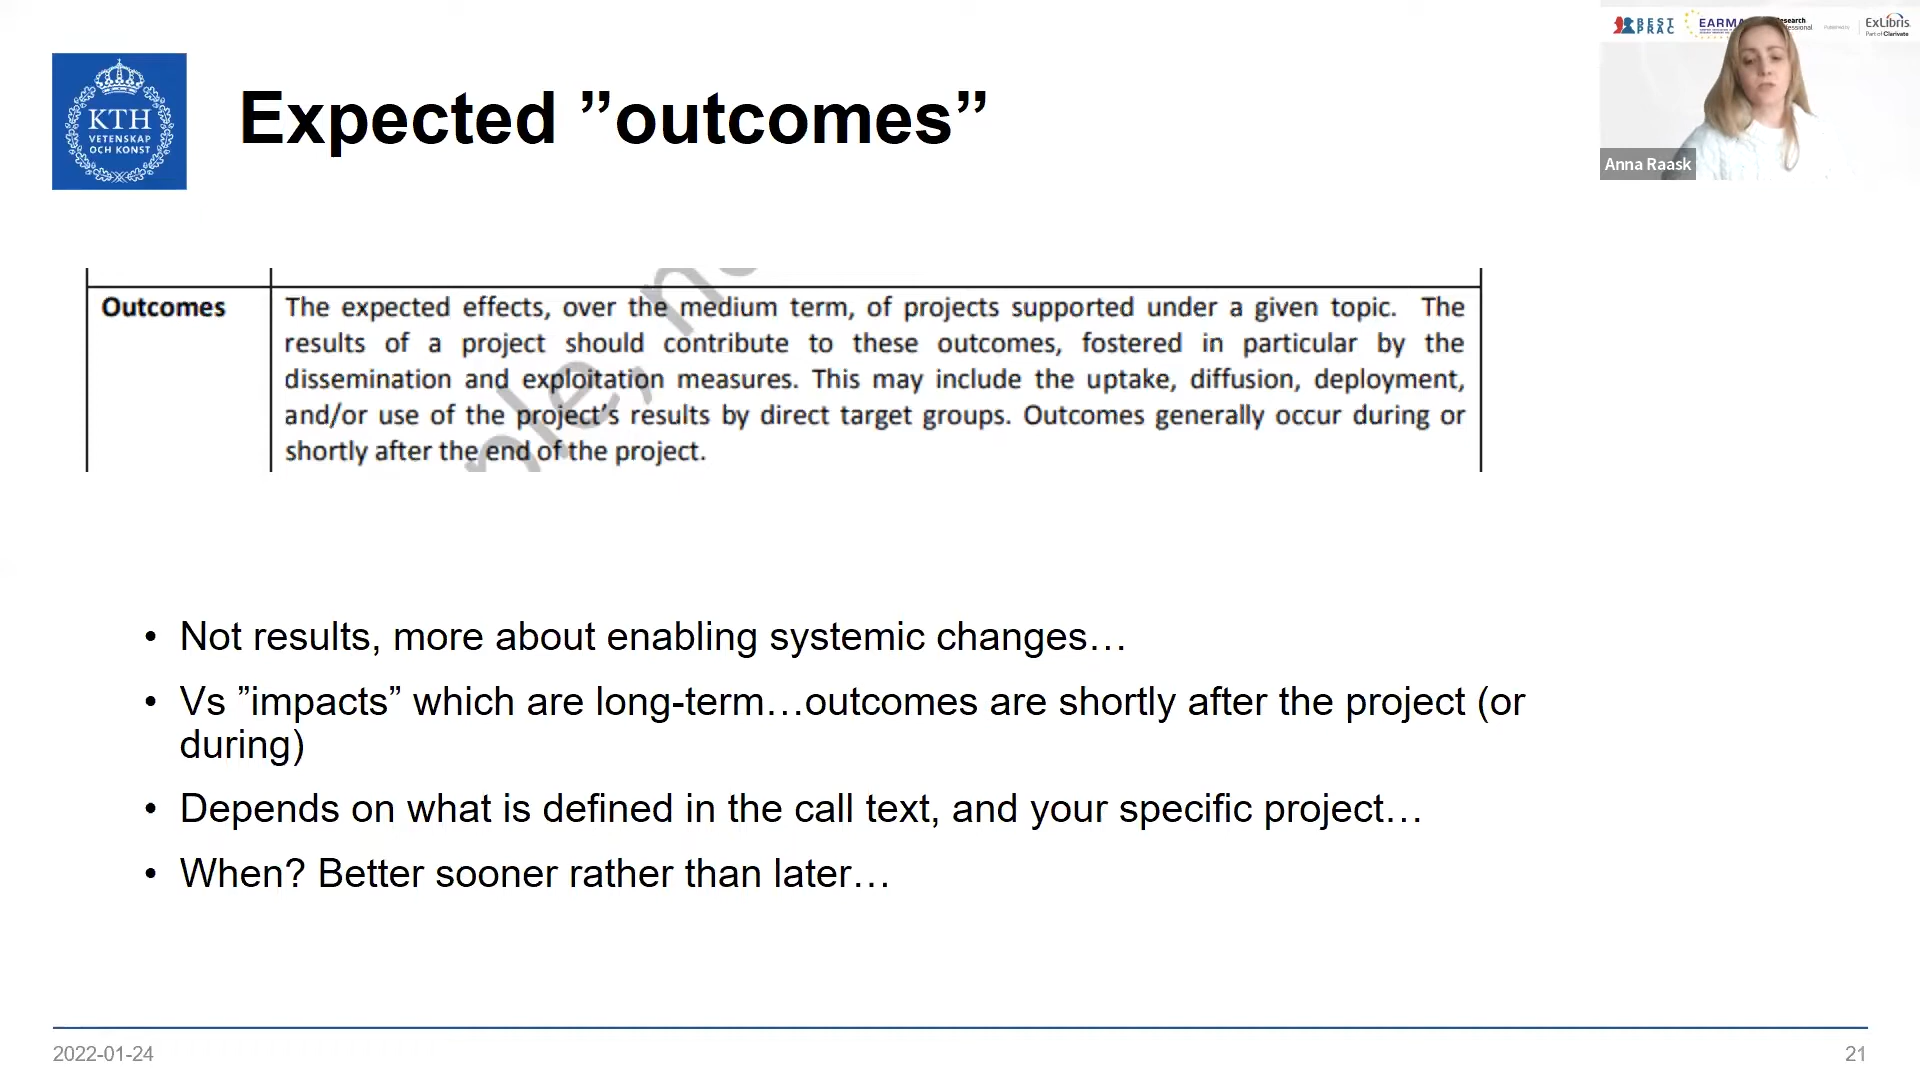 BEST
PRAC
EARMA
Research
Professional
ExLibris
Part of Clarivate
KTH
VETENSKAP
OCH KONST
Expected ”outcomes”
Anna Raask
Outcomes
The expected effects, over the medium term, of projects supported under a given topic. The
results of a project should contribute to these outcomes, fostered in particular by the
dissemination and exploitation measures. This may include the uptake, diffusion, deployment,
and/or use of the project’s results by direct target groups. Outcomes generally occur during or
shortly after the end of the project.
• Not results, more about enabling systemic changes…
• Vs ”impacts” which are long-term…outcomes are shortly after the project (or
during)
• Depends on what is defined in the call text, and your specific project…
• When? Better sooner rather than later…
2022-01-24
21